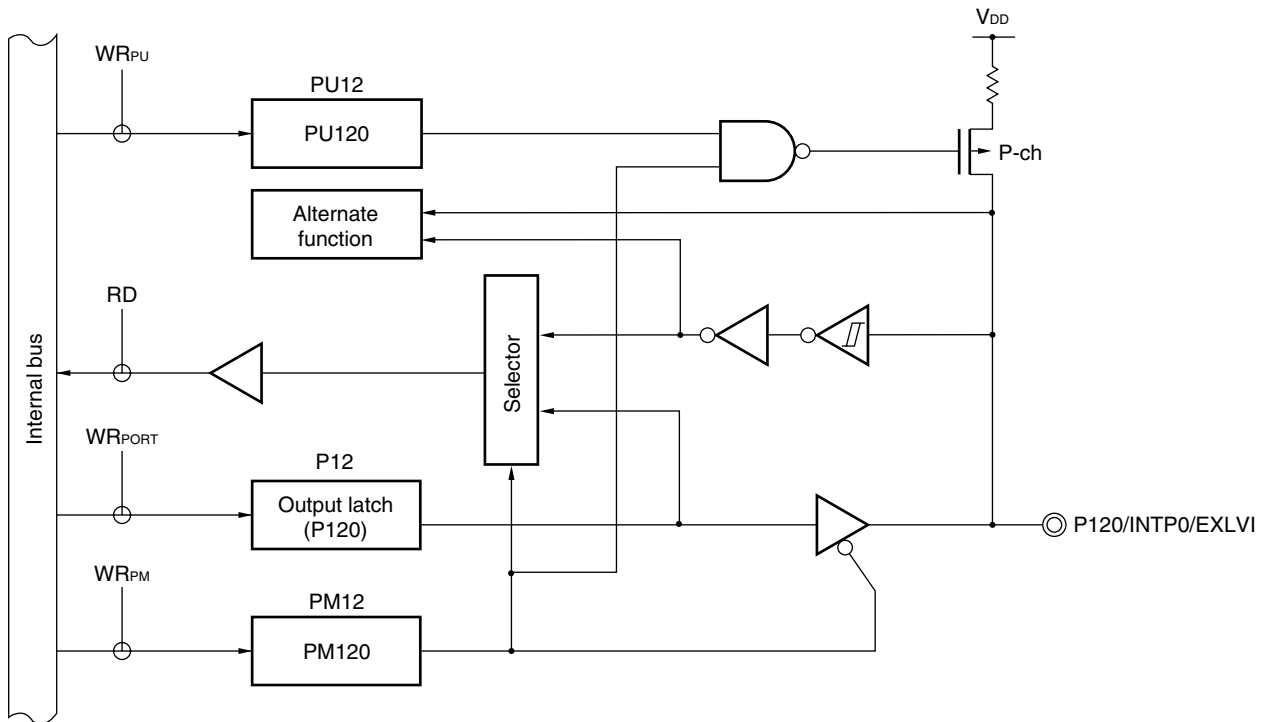 VDD
WRPU
PU12
PU120
P-ch
Alternate
function
RD
Selector
Internal bus
WRPORT
P12
Output latch
(P120)
P120/INTP0/EXLVI
WRPM
PM12
PM120